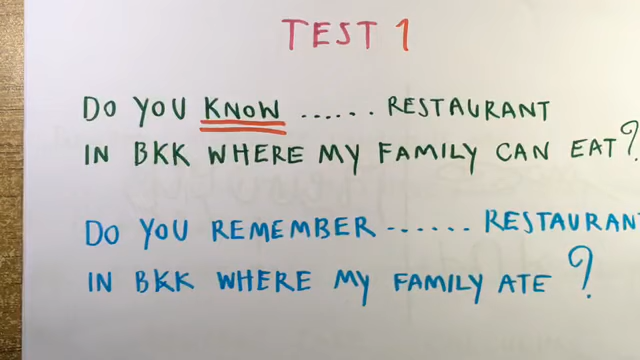 TEST 1
DO YOU KNOW ...... RESTAURANT
IN BKK WHERE MY FAMILY CAN EAT?
DO YOU REMEMBER ....... RESTAURAN
IN BKK WHERE MY FAMILY ATE ?